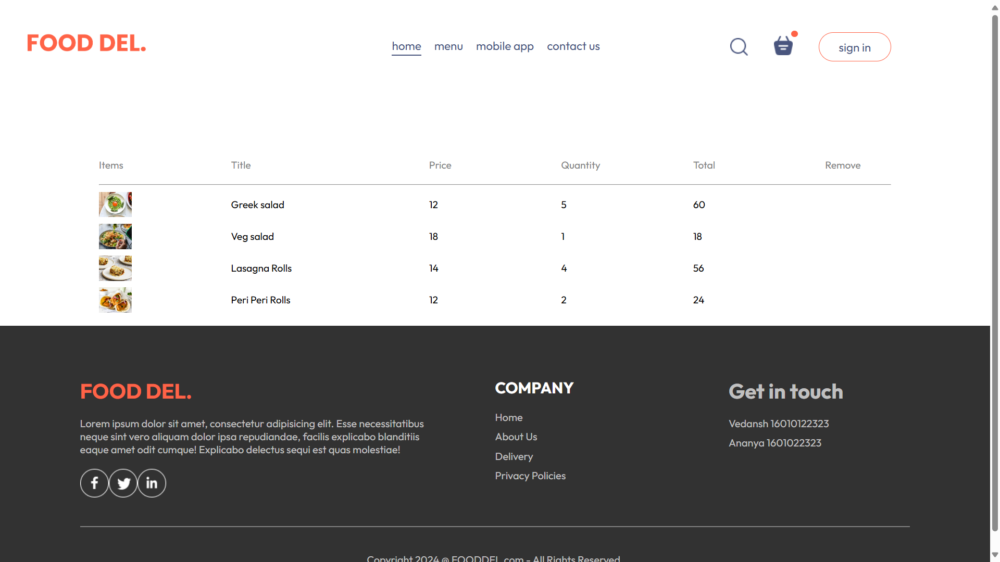 FOOD DEL.
home menu mobile app contact us
sign in
Items Title Price Quantity Total Remove
Greek salad 12 5 60
Veg salad 18 1 18
Lasagna Rolls 14 4 56
Peri Peri Rolls 12 2 24
FOOD DEL.
Lorem ipsum dolor sit amet, consectetur adipisicing elit. Esse necessitatibus
neque sint vero aliquam dolor ipsa repudiandae, facilis explicabo blanditiis
eaque amet odit cumque! Explicabo delectus sequi est quas molestiae!
COMPANY
Home
About Us
Delivery
Privacy Policies
Get in touch
Vedansh 16010122323
Ananya 1601022323
Copyright 2024 @ FOODDEL.com - All Rights Reserved